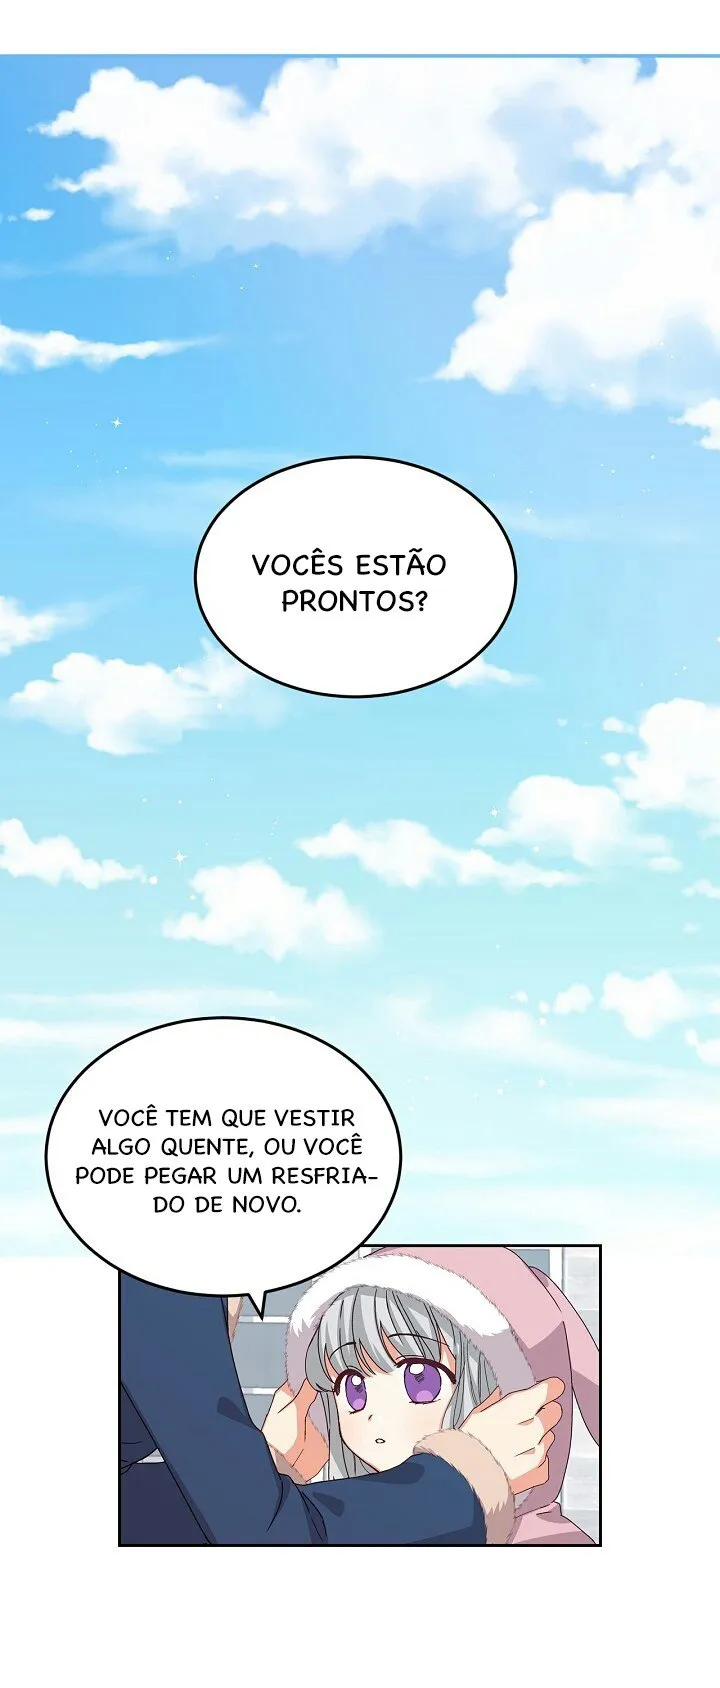 VOCÊS ESTÃO
PRONTOS?
VOCÊ TEM QUE VESTIR
ALGO QUENTE, OU VOCÊ
PODE PEGAR UM RESFRIA-
DO DE NOVO.